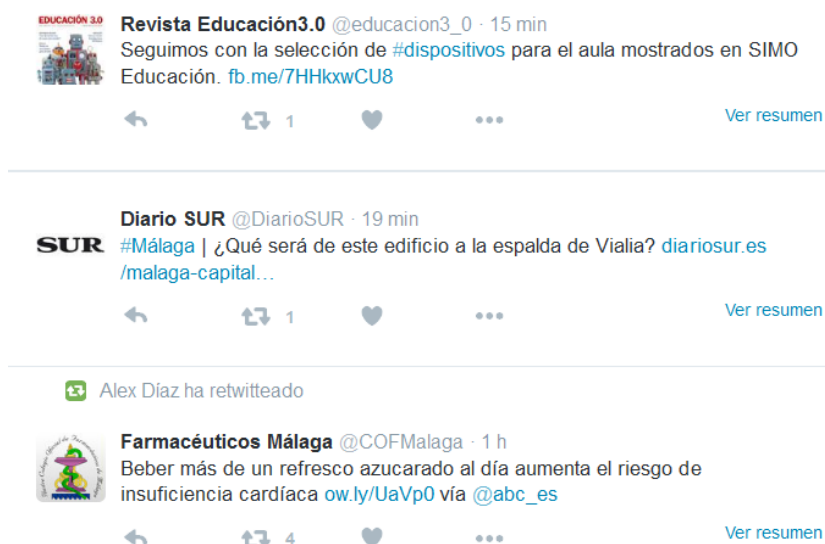 EDUCACIÓN 3.0
Revista Educación3.0 @educacion3_0 · 15 min
Seguimos con la selección de #dispositivos para el aula mostrados en SIMO
Educación. fb.me/7HHkxwCU8
1
Ver resumen
Diario SUR @DiarioSUR · 19 min
SUR
#Málaga | ¿Qué será de este edificio a la espalda de Vialia? diariosur.es
/malaga-capital…
1
Ver resumen
Alex Díaz ha retwitteado
Farmacéuticos Málaga @COFMalaga · 1 h
Beber más de un refresco azucarado al día aumenta el riesgo de
insuficiencia cardíaca ow.ly/UaVp0 vía @abc_es
4
Ver resumen